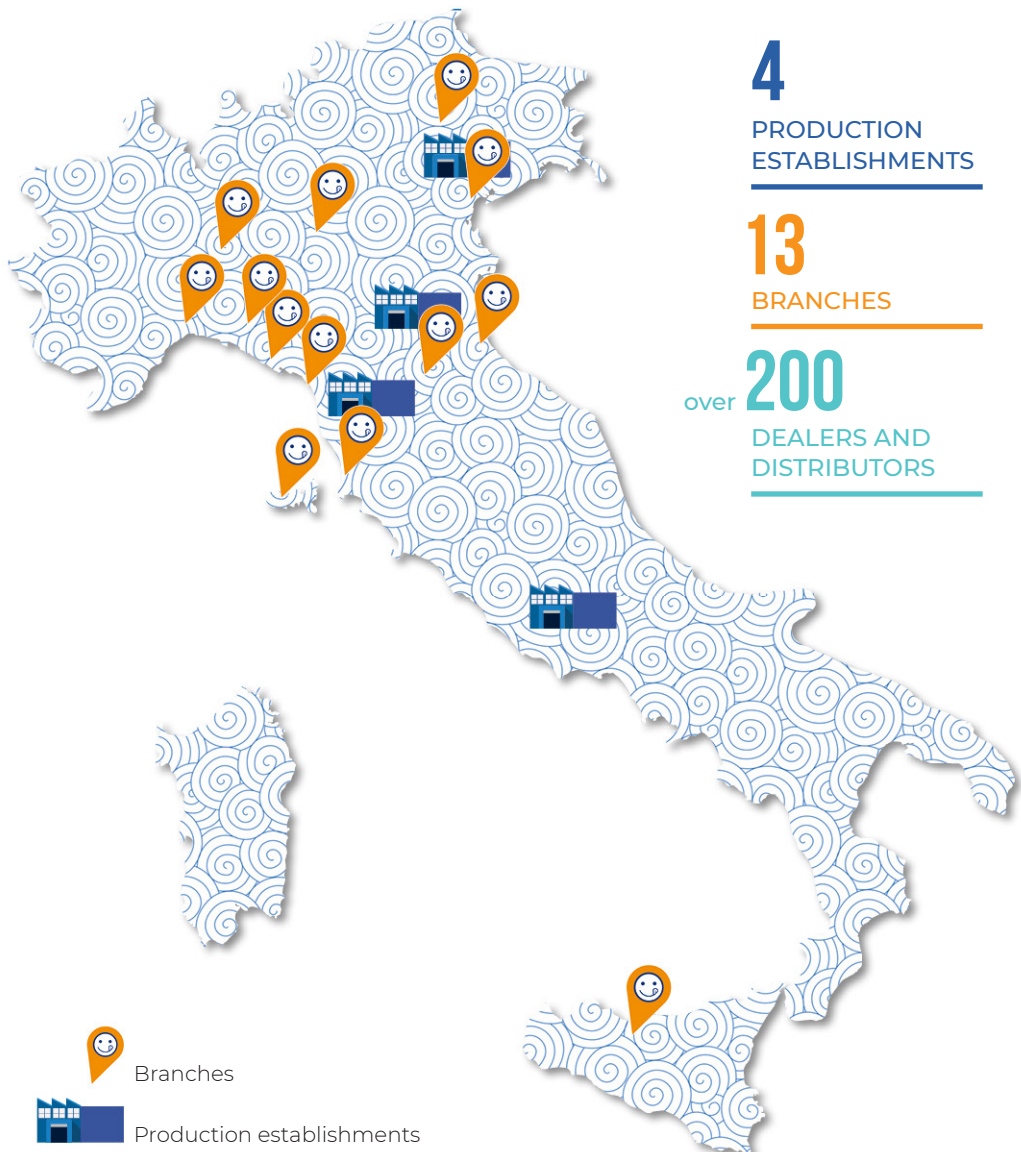 4
PRODUCTION
ESTABLISHMENTS
13
BRANCHES
over 200
DEALERS AND
DISTRIBUTORS
Branches
Production establishments